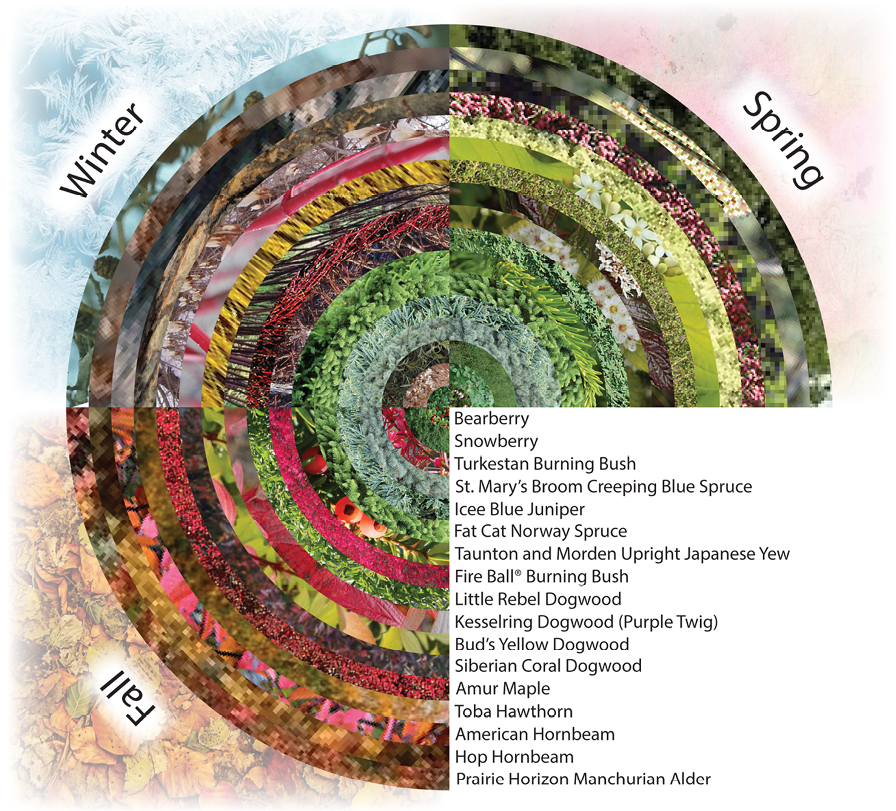 Winter
Spring
Bearberry
Snowberry
Turkestan Burning Bush
St. Mary's Broom Creeping Blue Spruce
Icee Blue Juniper
Fat Cat Norway Spruce
Taunton and Morden Upright Japanese Yew
Fire Ball® Burning Bush
Little Rebel Dogwood
Kesselring Dogwood (Purple Twig)
Bud's Yellow Dogwood
Siberian Coral Dogwood
Amur Maple
Toba Hawthorn
American Hornbeam
Hop Hornbeam
Prairie Horizon Manchurian Alder
Fall